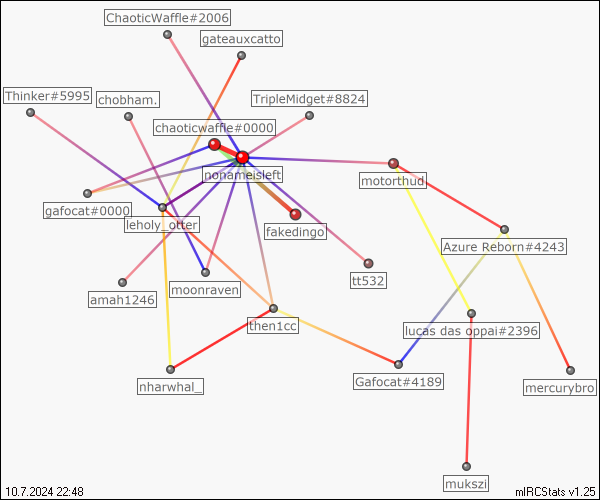 ChaoticWaffle#2006
gateauxcatto
Thinker#5995
chobham.
TripleMidget#8824
chaoticwaffle#0000
nonameisleft
motorthud
gafocat#0000
leholy_otter
fakedingo
Azure Reborn#4243
tt532
moonraven
amah1246
then1cc
lucas das oppai#2396
nharwhal_
Gafocat#4189
mercurybro
mukszi
10.7.2024 22:48
mIRCStats v1.25